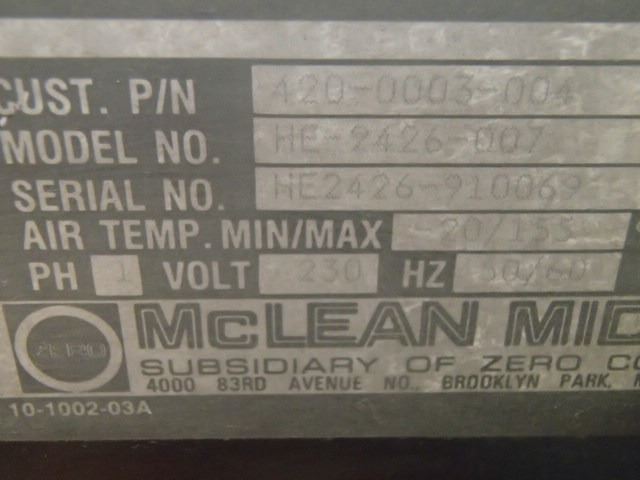 CUST. P/N 420-0003-004
MODEL NO. HE-2426-007
SERIAL NO. HE2426-910069
AIR TEMP. MIN/MAX -20/133
PH 1 VOLT 230 HZ 50/60
ZERO
McLEAN MID
SUBSIDIARY OF ZERO CO
4000 83RD AVENUE NO., BROOKLYN PARK,
10-1002-03A